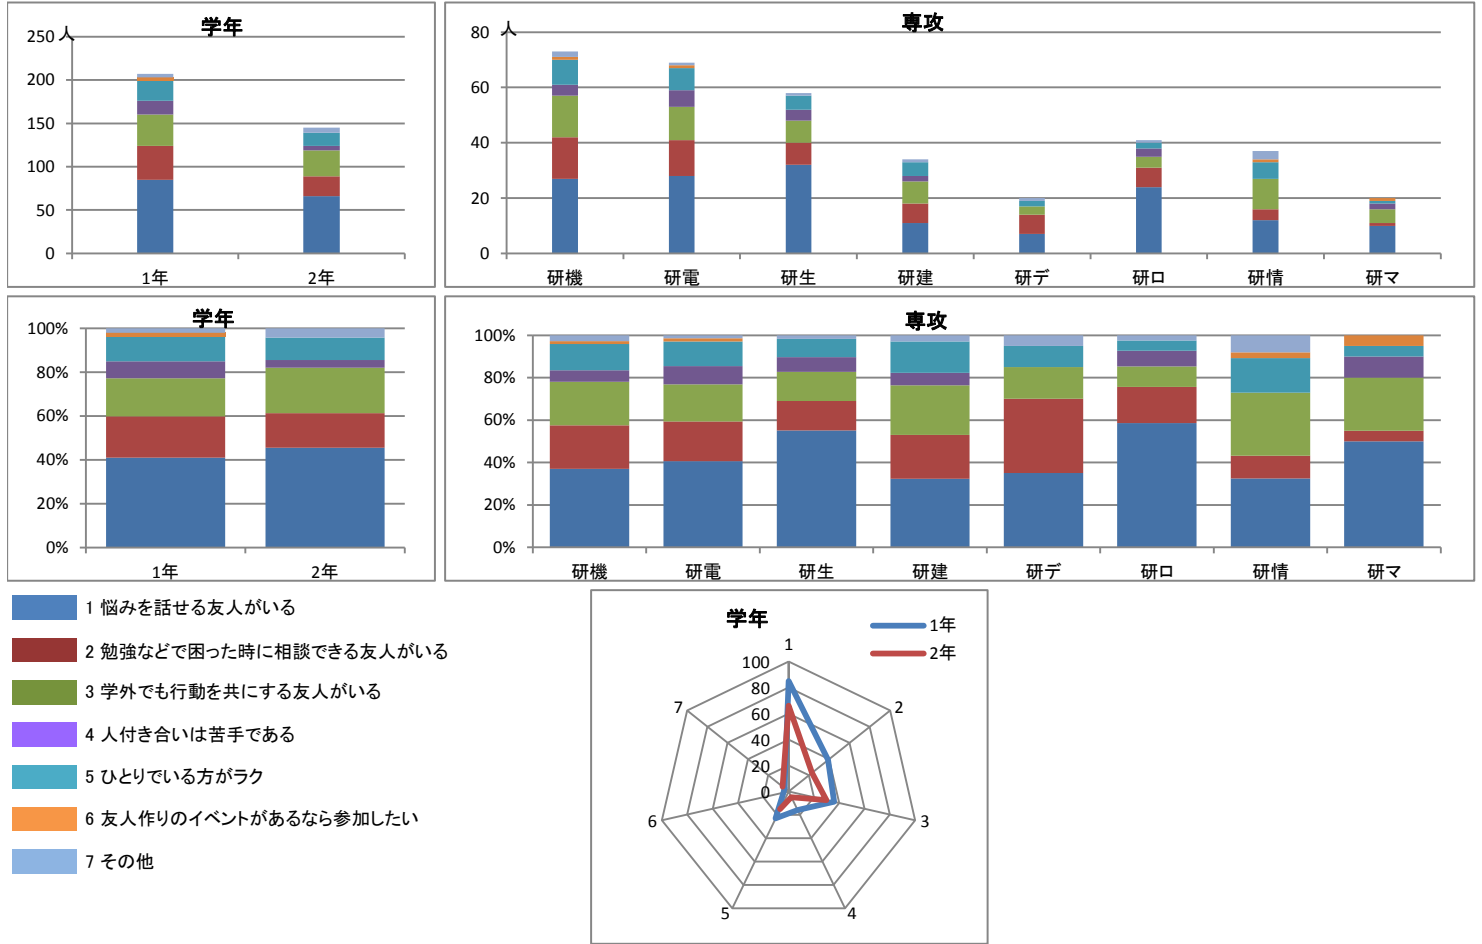 学年
人
250
200
150
100
50
0
1年
2年
専攻
人
80
60
40
20
0
研機
研電
研生
研建
研デ
研ロ
研情
研マ
学年
100%
80%
60%
40%
20%
0%
1年
2年
専攻
100%
80%
60%
40%
20%
0%
研機
研電
研生
研建
研デ
研ロ
研情
研マ
1 悩みを話せる友人がいる
2 勉強などで困った時に相談できる友人がいる
3 学外でも行動を共にする友人がいる
4 人付き合いは苦手である
5 ひとりでいる方がラク
6 友人作りのイベントがあるなら参加したい
7 その他
学年
1年
2年
100
80
60
40
20
0
1
2
3
4
5
6
7